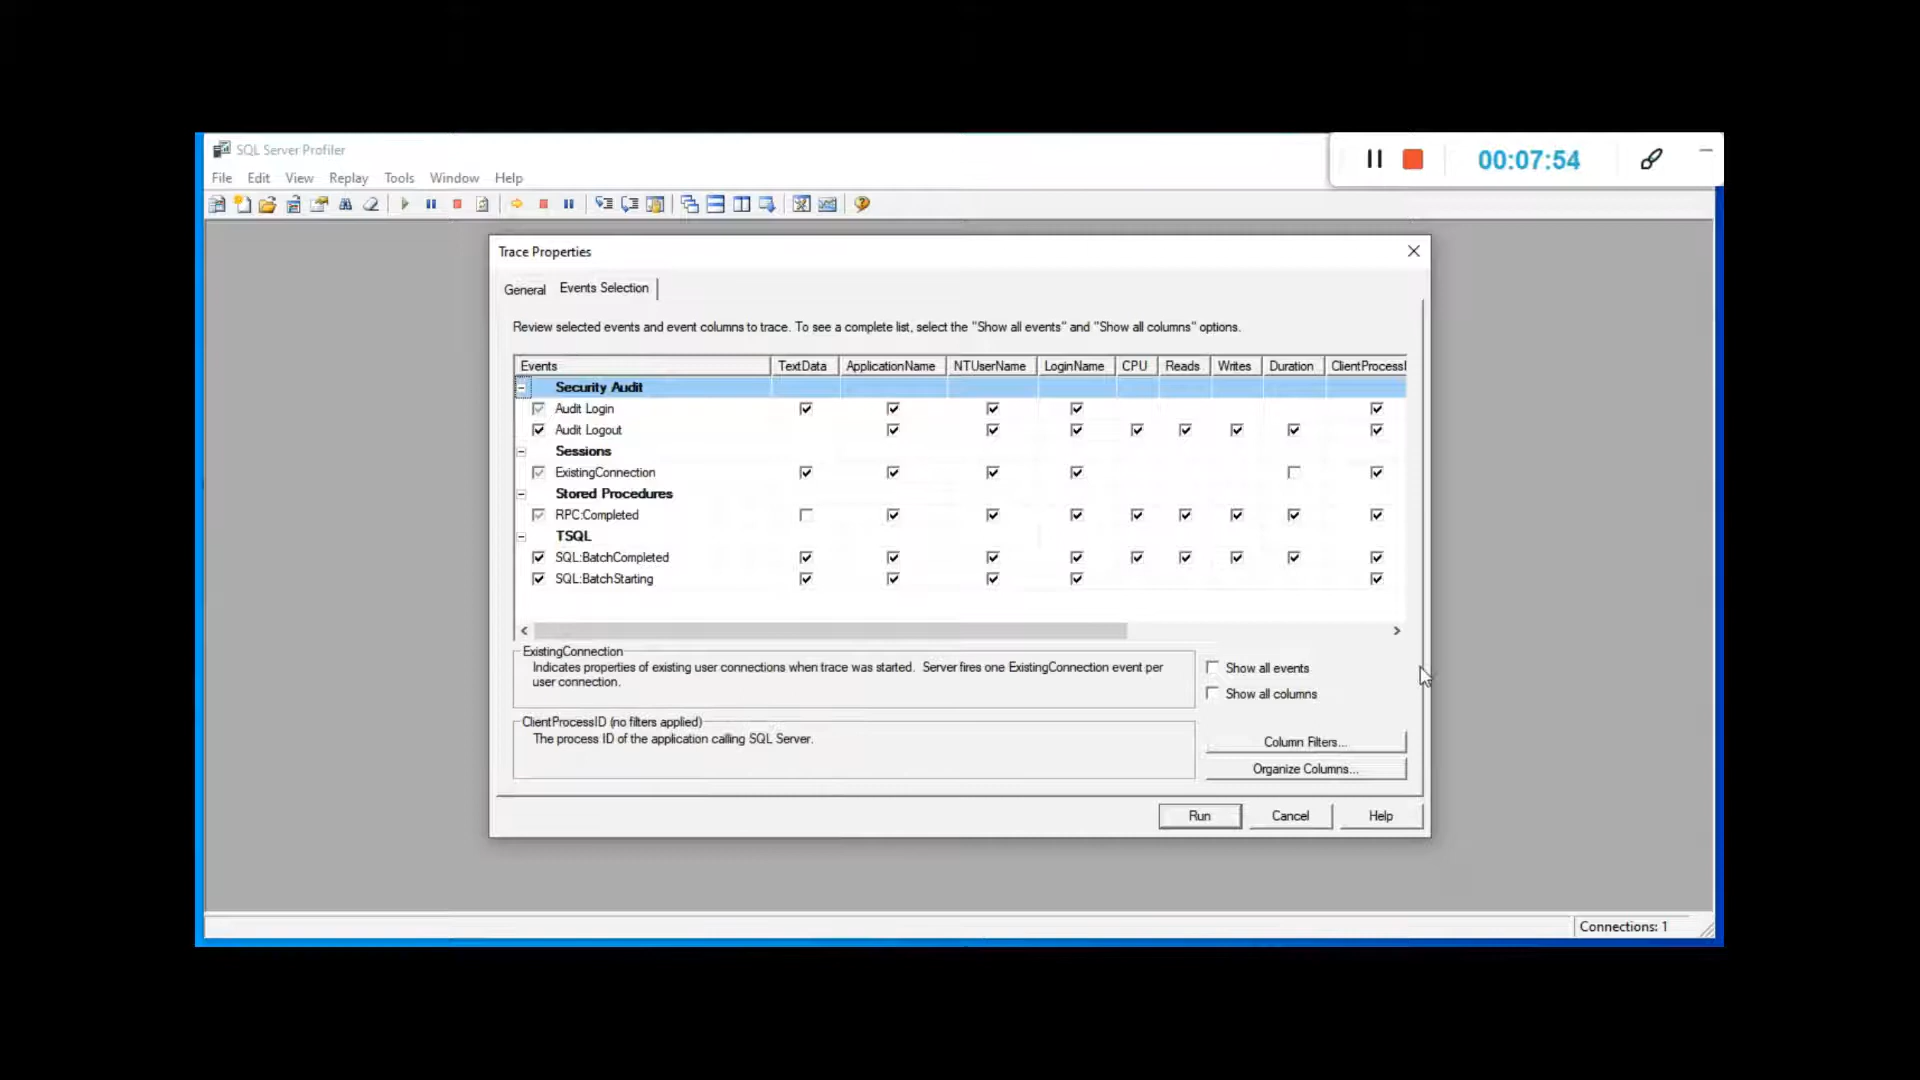 SQL Server Profiler
00:07:54
File Edit View Replay Tools Window Help
Trace Properties
General Events Selection
Review selected events and event columns to trace. To see a complete list, select the "Show all events" and "Show all columns" options.
Events TextData ApplicationName NTUserName LoginName CPU Reads Writes Duration ClientProcessI
Security Audit
Audit Login
Audit Logout
Sessions
ExistingConnection
Stored Procedures
RPC:Completed
TSQL
SQL:BatchCompleted
SQL:BatchStarting
ExistingConnection
Indicates properties of existing user connections when trace was started. Server fires one ExistingConnection event per
user connection.
Show all events
Show all columns
ClientProcessID (no filters applied)
The process ID of the application calling SQL Server.
Column Filters...
Organize Columns...
Run Cancel Help
Connections: 1